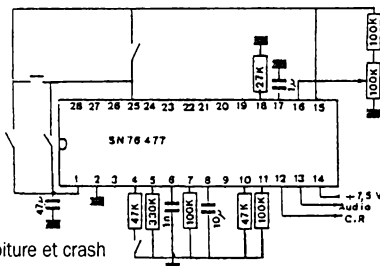 100K
100K
27K
1µ
28 27 26 25 24 23 22 21 20 19 18 17 16 15
SN 76 477
1 2 3 4 5 6 7 8 9 10 11 12 13 14
47µ
47K
330K
1n
100K
10µ
47K
100K
+ 7,5 V
Audio
C.R
oiture et crash